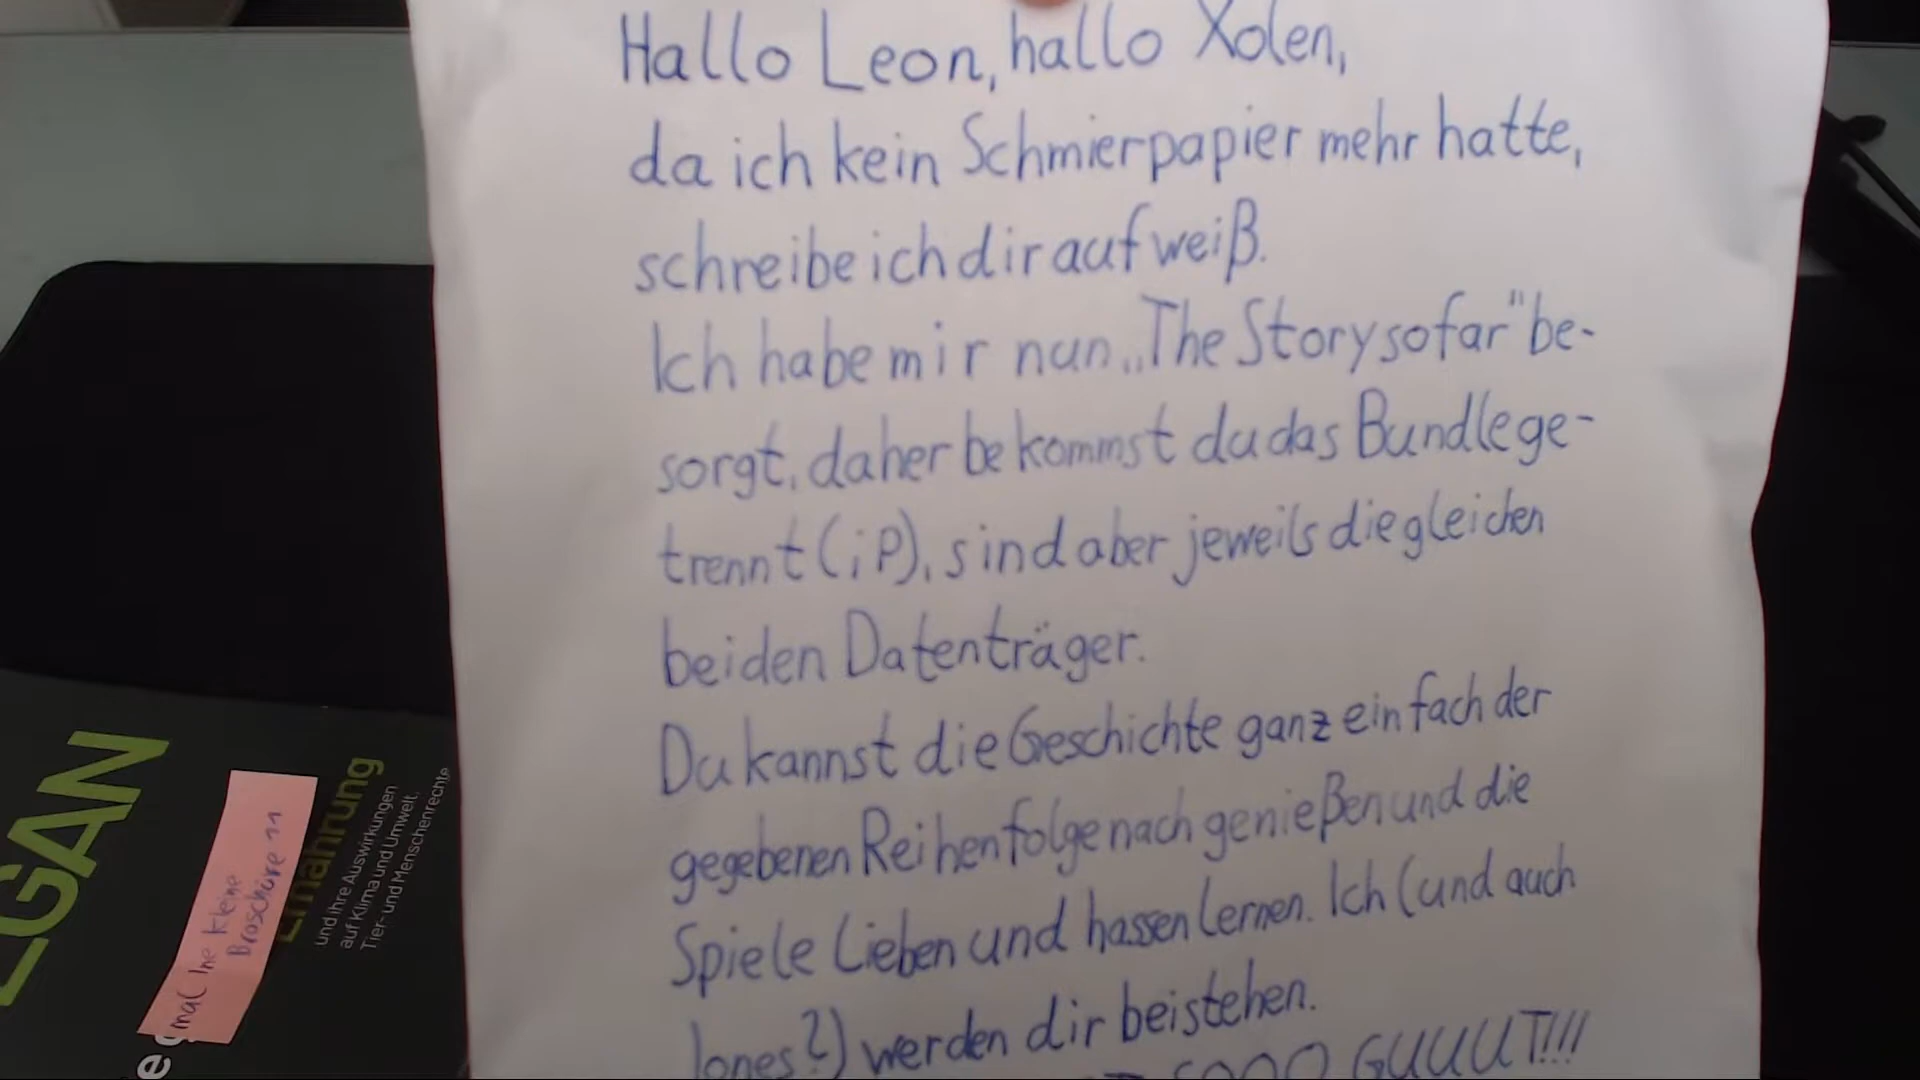 Hallo Leon, hallo Xolen,
da ich kein Schmierpapier mehr hatte,
schreibe ich dir auf weiß.
Ich habe mir nun „The Story so far" be-
sorgt, daher bekommst du das Bundle ge-
trennt (;P), sind aber jeweils die gleichen
beiden Datenträger.
Du kannst die Geschichte ganz einfach der
gegebenen Reihenfolge nach genießen und die
Spiele lieben und hassen lernen. Ich (und auch
Jones?) werden dir beistehen.
SOOO GUUUUT!!!
EGAN
Ernährung
und ihre Auswirkungen
auf Klima und Umwelt,
Tier- und Menschenrechte
mal ne kleine
Broschüre ^^